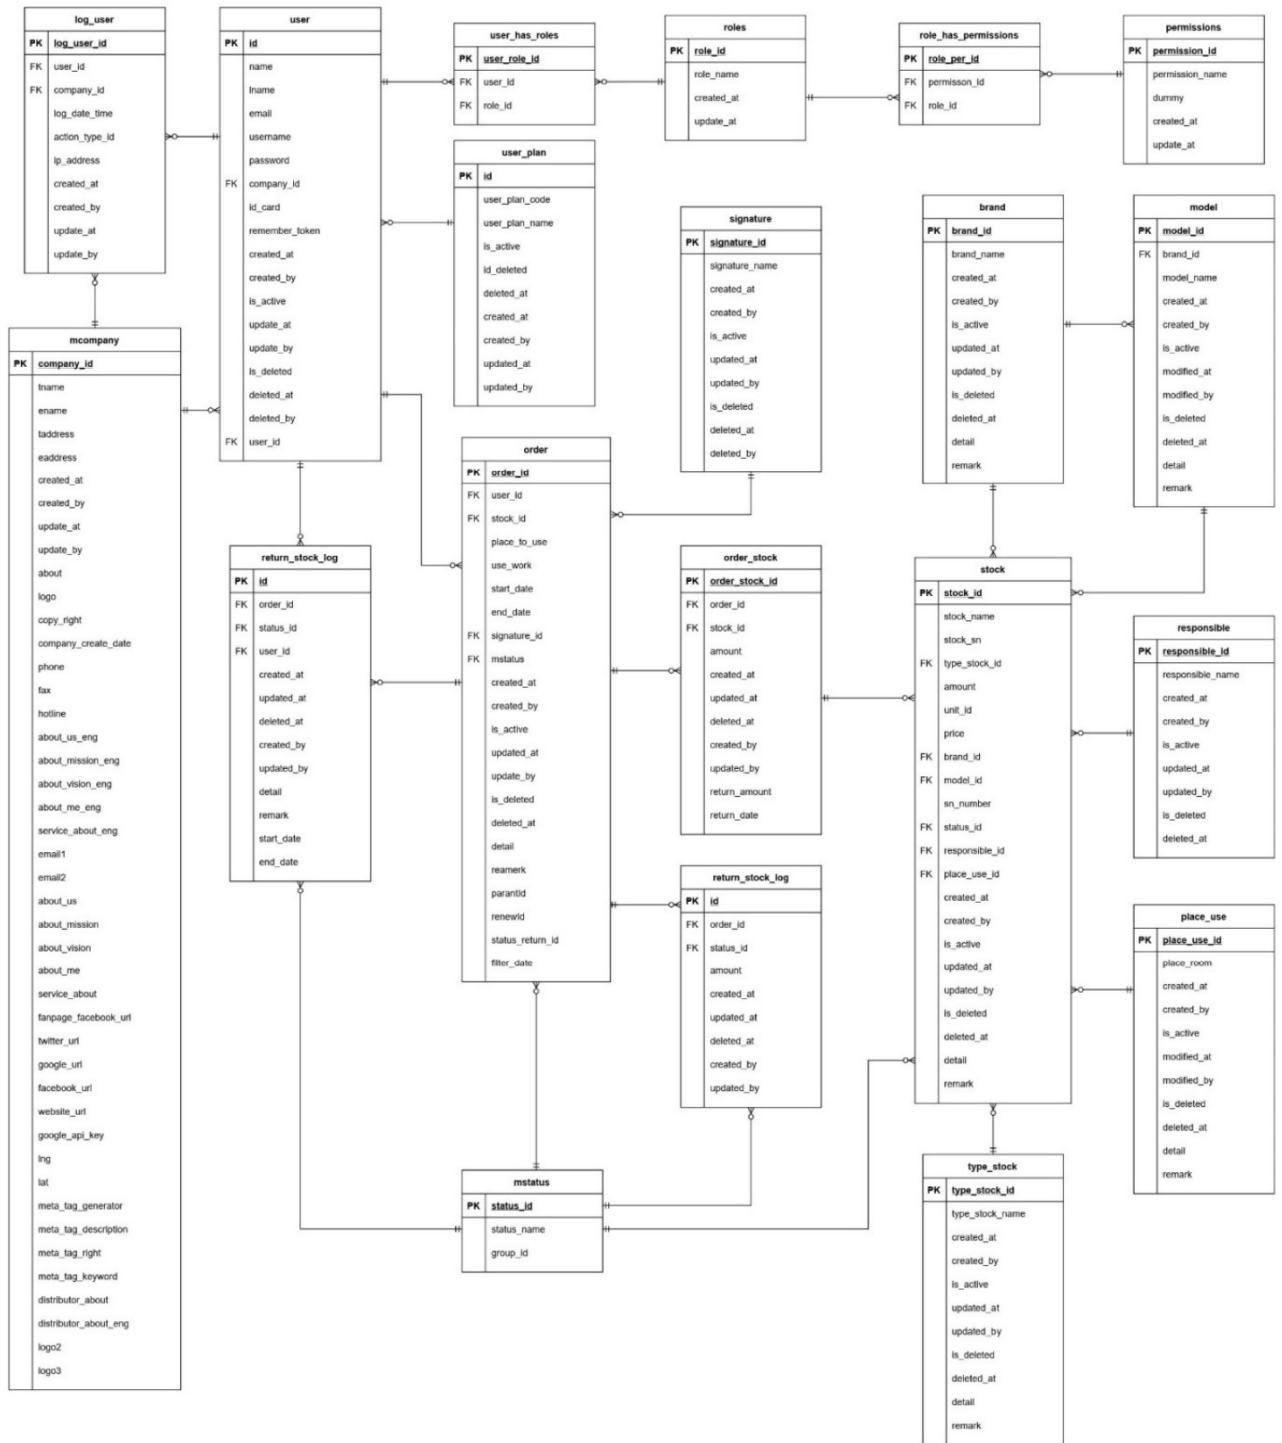 log_user
PK log_user_id
FK user_id
FK company_id
log_date_time
action_type_id
ip_address
created_at
created_by
update_at
update_by
user
PK id
name
lname
email
username
password
FK company_id
id_card
remember_token
created_at
created_by
is_active
update_at
update_by
is_deleted
deleted_at
deleted_by
FK user_id
user_has_roles
PK user_role_id
FK user_id
FK role_id
roles
PK role_id
role_name
created_at
update_at
role_has_permissions
PK role_per_id
FK permisson_id
FK role_id
permissions
PK permission_id
permission_name
dummy
created_at
update_at
user_plan
PK id
user_plan_code
user_plan_name
is_active
id_deleted
deleted_at
created_at
created_by
updated_at
updated_by
signature
PK signature_id
signature_name
created_at
created_by
is_active
updated_at
updated_by
is_deleted
deleted_at
deleted_by
brand
PK brand_id
brand_name
created_at
created_by
is_active
updated_at
updated_by
is_deleted
deleted_at
detail
remark
model
PK model_id
FK brand_id
model_name
created_at
created_by
is_active
modified_at
modified_by
is_deleted
deleted_at
detail
remark
mcompany
PK company_id
tname
ename
taddress
eaddress
created_at
created_by
update_at
update_by
about
logo
copy_right
company_create_date
phone
fax
hotline
about_us_eng
about_mission_eng
about_vision_eng
about_me_eng
service_about_eng
email1
email2
about_us
about_mission
about_vision
about_me
service_about
fanpage_facebook_url
twitter_url
google_url
facebook_url
website_url
google_api_key
lng
lat
meta_tag_generator
meta_tag_description
meta_tag_right
meta_tag_keyword
distributor_about
distributor_about_eng
logo2
logo3
return_stock_log
PK id
FK order_id
FK status_id
FK user_id
created_at
updated_at
deleted_at
created_by
updated_by
detail
remark
start_date
end_date
order
PK order_id
FK user_id
FK stock_id
place_to_use
use_work
start_date
end_date
FK signature_id
FK mstatus
created_at
created_by
is_active
updated_at
update_by
is_deleted
deleted_at
detail
reamerk
parantId
renewId
status_return_id
filter_date
order_stock
PK order_stock_id
FK order_id
FK stock_id
amount
created_at
updated_at
deleted_at
created_by
updated_by
return_amount
return_date
return_stock_log
PK id
FK order_id
FK status_id
amount
created_at
updated_at
deleted_at
created_by
updated_by
stock
PK stock_id
stock_name
stock_sn
FK type_stock_id
amount
unit_id
price
FK brand_id
FK model_id
sn_number
FK status_id
FK responsible_id
FK place_use_id
created_at
created_by
is_active
updated_at
updated_by
is_deleted
deleted_at
detail
remark
responsible
PK responsible_id
responsible_name
created_at
created_by
is_active
updated_at
updated_by
is_deleted
deleted_at
place_use
PK place_use_id
place_room
created_at
created_by
is_active
modified_at
modified_by
is_deleted
deleted_at
detail
remark
mstatus
PK status_id
status_name
group_id
type_stock
PK type_stock_id
type_stock_name
created_at
created_by
is_active
updated_at
updated_by
is_deleted
deleted_at
detail
remark